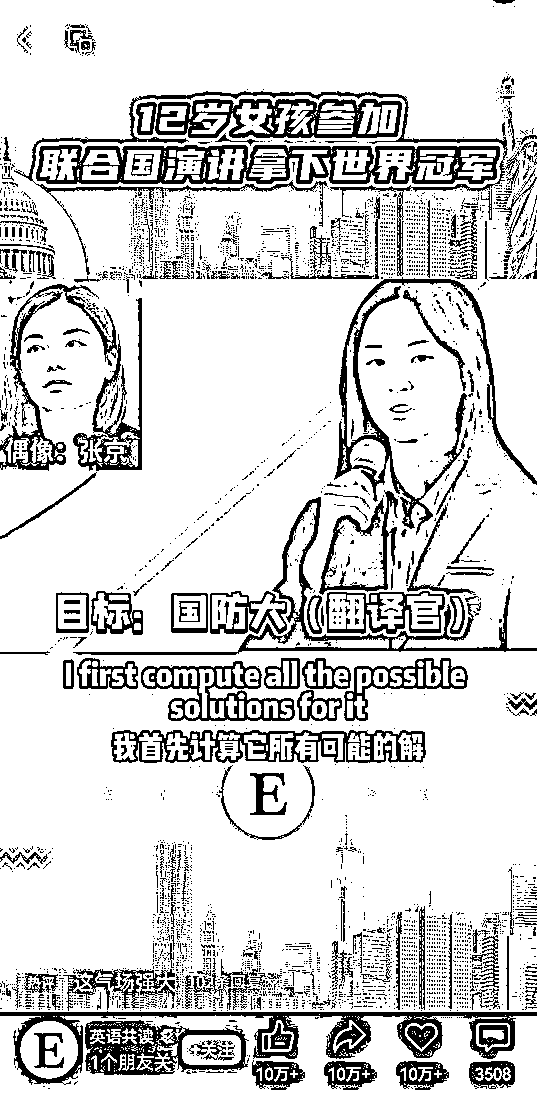 12岁女孩参加
联合国演讲拿下世界冠军
偶像：张京
目标：国防大（翻译官）
I first compute all the possible
solutions for it
我首先计算它所有可能的解
E
热评
这气场强大
E
英语共读
1个朋友关
+关注
10万+
10万+
10万+
3508